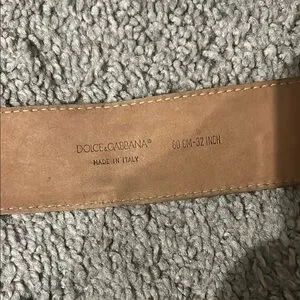 DOLCE&GABBANA®
MADE IN ITALY
80 CM-32 INCH